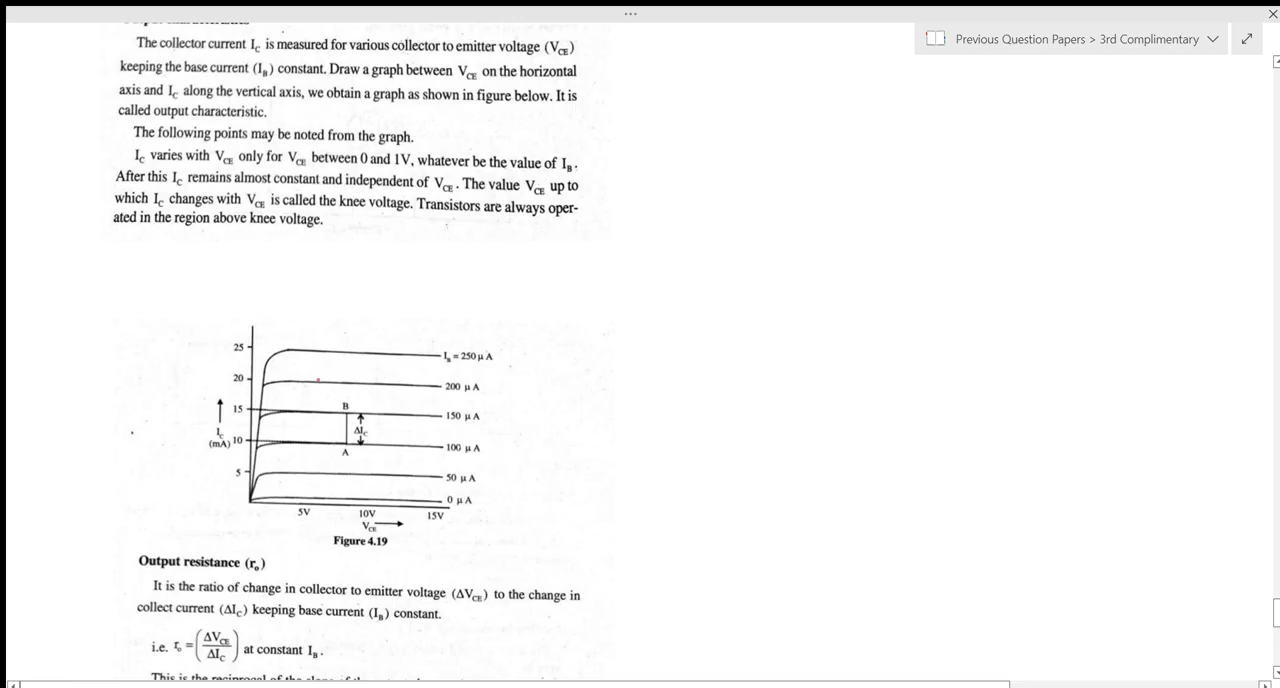 Previous Question Papers > 3rd Complimentary
The collector current I_C is measured for various collector to emitter voltage (V_CE)
keeping the base current (I_B) constant. Draw a graph between V_CE on the horizontal
axis and I_C along the vertical axis, we obtain a graph as shown in figure below. It is
called output characteristic.
The following points may be noted from the graph.
I_C varies with V_CE only for V_CE between 0 and 1V, whatever be the value of I_B.
After this I_C remains almost constant and independent of V_CE. The value V_CE up to
which I_C changes with V_CE is called the knee voltage. Transistors are always oper-
ated in the region above knee voltage.
25
I_B = 250 μ A
20
200 μ A
15
B
150 μ A
ΔI_C
I_C
(mA) 10
A
100 μ A
5
50 μ A
0 μ A
5V 10V 15V
V_CE
Figure 4.19
Output resistance (r_o)
It is the ratio of change in collector to emitter voltage (ΔV_CE) to the change in
collect current (ΔI_C) keeping base current (I_B) constant.
i.e. r_o = (ΔV_CE / ΔI_C) at constant I_B.